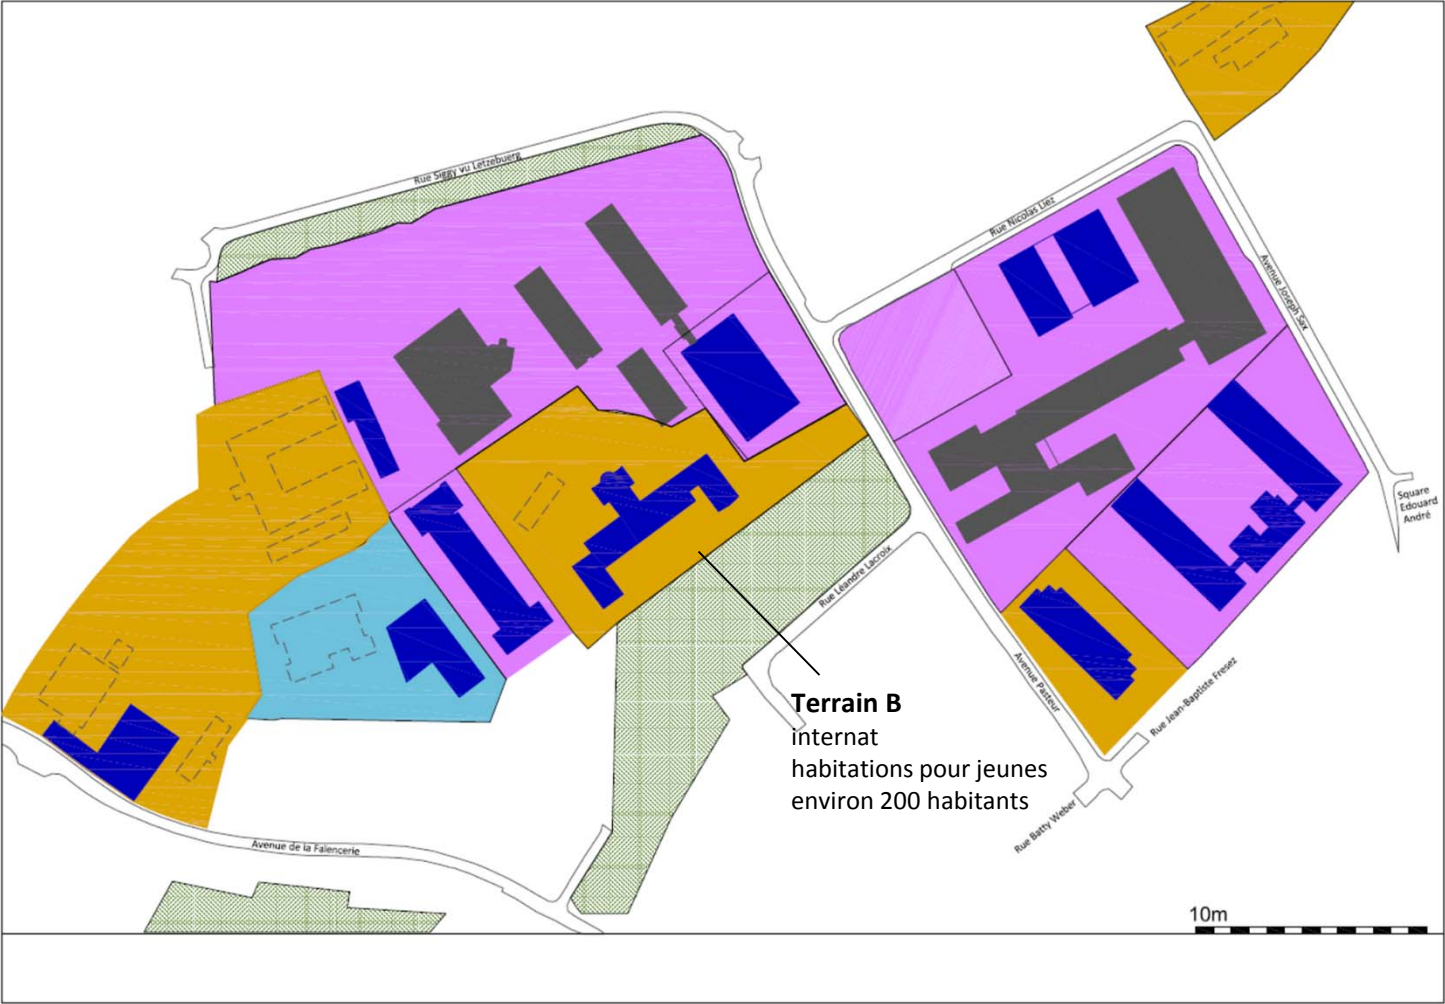 Rue Siggy vu Letzebuerg
Rue Nicolas Liez
Avenue Joseph Sax
Square
Edouard
André
Rue Léandre Lacroix
Avenue Pasteur
Rue Jean-Baptiste Fresez
Terrain B
internat
habitations pour jeunes
environ 200 habitants
Rue Batty Weber
Avenue de la Faïencerie
10m